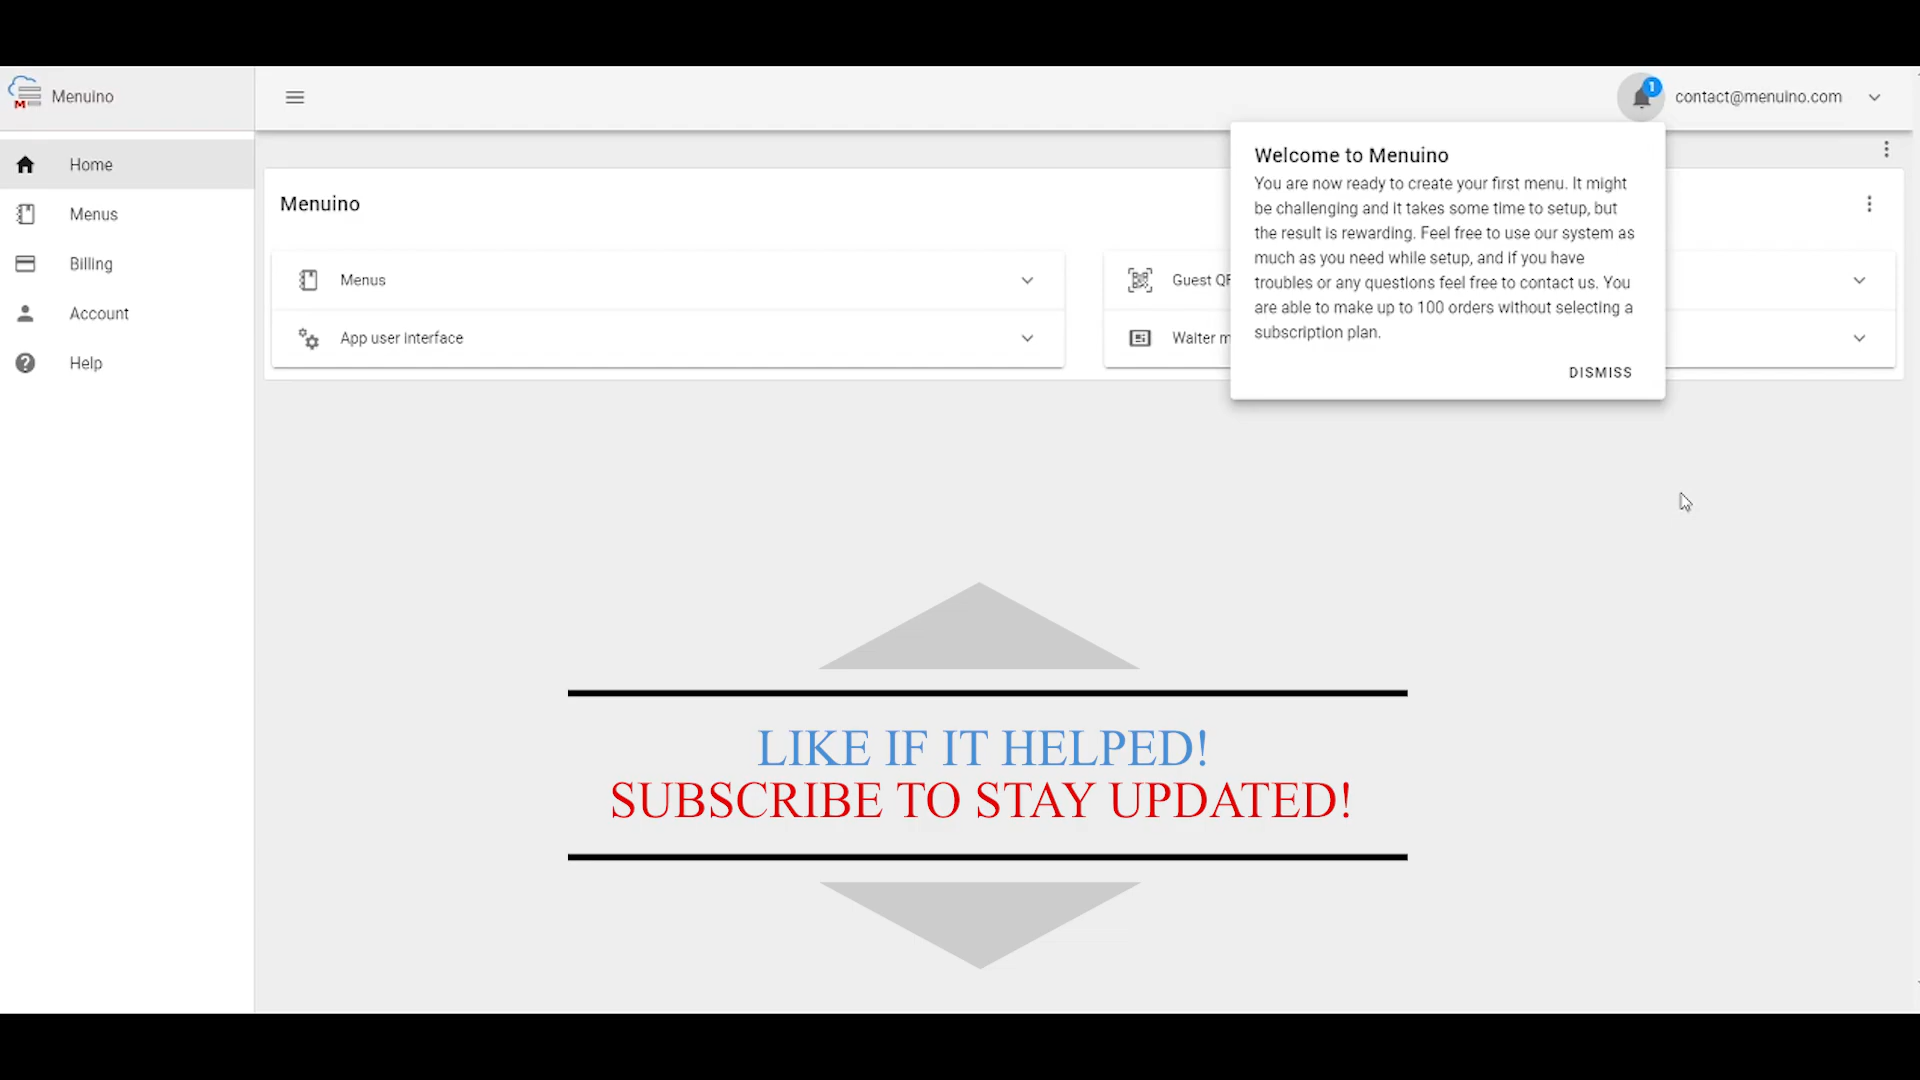 Menuino
1
contact@menuino.com
Home
Menus
Billing
Account
Help
Menuino
Menus
App user interface
Guest
Waiter
Welcome to Menuino
You are now ready to create your first menu. It might
be challenging and it takes some time to setup, but
the result is rewarding. Feel free to use our system as
much as you need while setup, and if you have
troubles or any questions feel free to contact us. You
are able to make up to 100 orders without selecting a
subscription plan.
DISMISS
LIKE IF IT HELPED!
SUBSCRIBE TO STAY UPDATED!